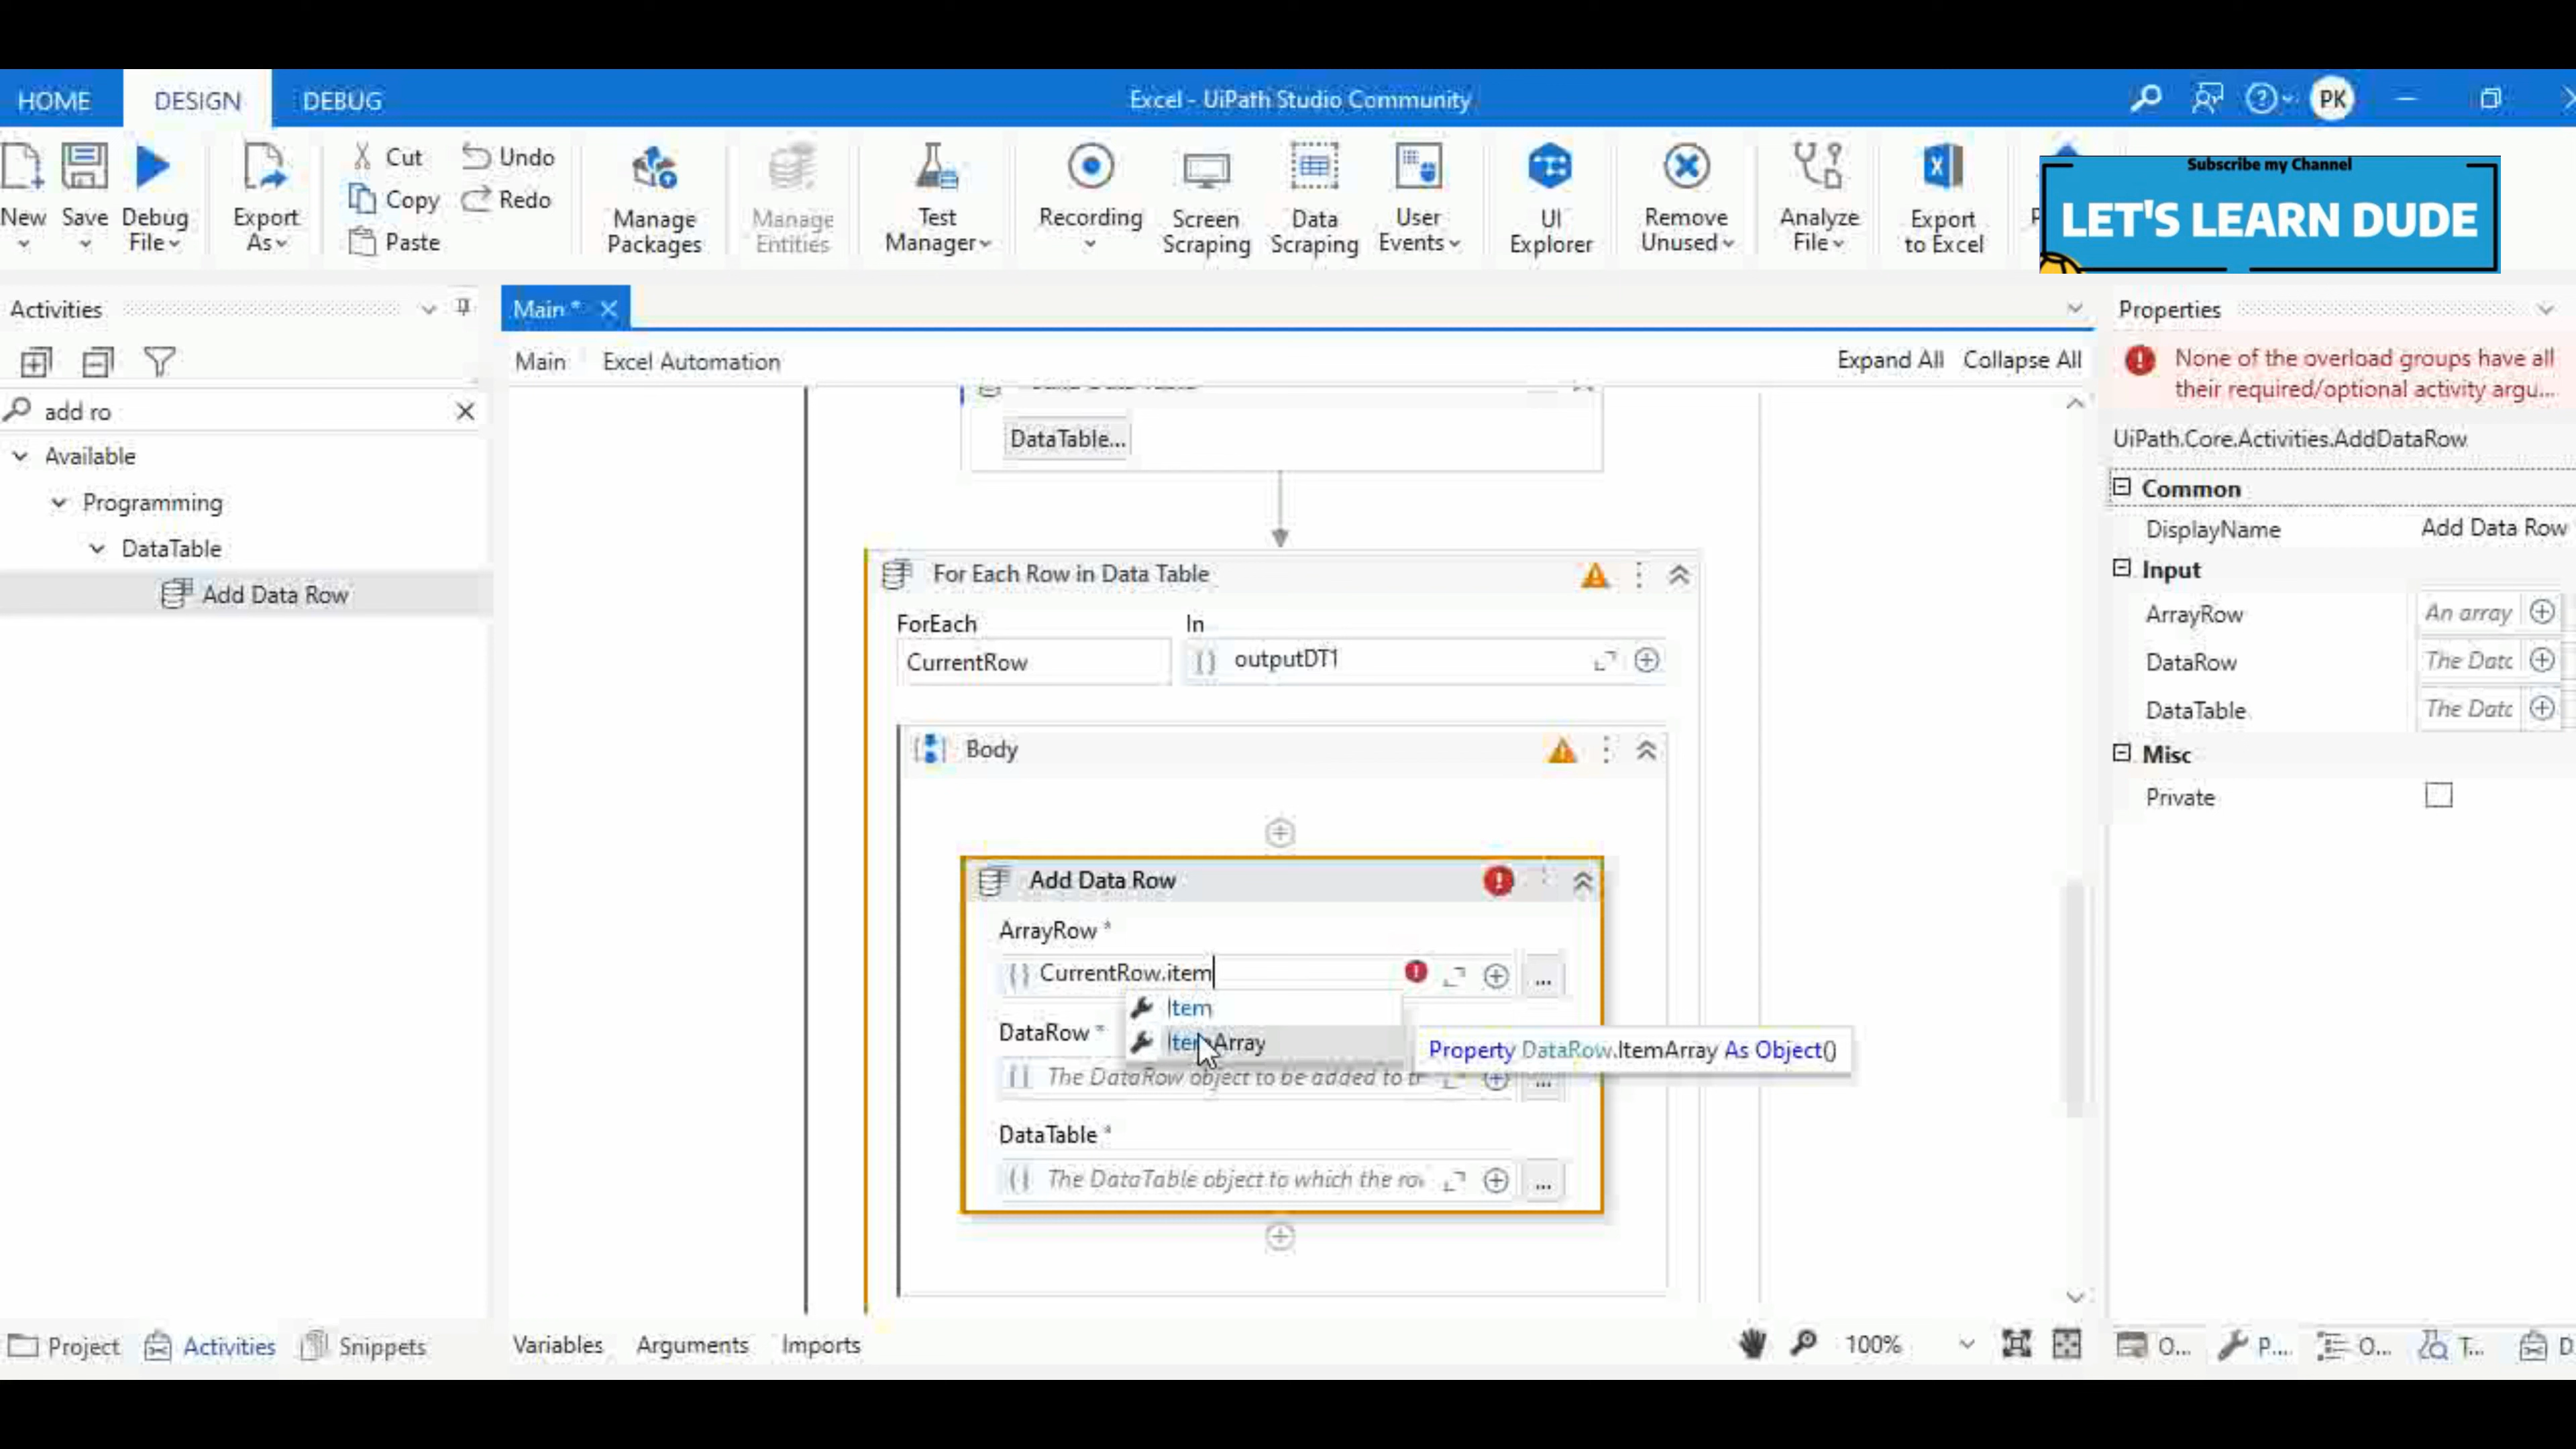 HOME
DESIGN
DEBUG
Excel - UiPath Studio Community
PK
New
Save
Debug
File
Export
As
Cut
Copy
Paste
Undo
Redo
Manage
Packages
Manage
Entities
Test
Manager
Recording
Screen
Scraping
Data
Scraping
User
Events
UI
Explorer
Remove
Unused
Analyze
File
Export
to Excel
Subscribe my Channel
LET'S LEARN DUDE
Activities
add ro
Available
Programming
DataTable
Add Data Row
Main *
Main
Excel Automation
Expand All
Collapse All
DataTable...
For Each Row in Data Table
ForEach
In
CurrentRow
outputDT1
Body
Add Data Row
ArrayRow *
CurrentRow.item
...
Item
ItemArray
Property DataRow.ItemArray As Object()
DataRow *
The DataRow object to be added to
...
DataTable *
The DataTable object to which the
...
Properties
None of the overload groups have all
their required/optional activity argu...
UiPath.Core.Activities.AddDataRow
Common
DisplayName
Add Data Row
Input
ArrayRow
An array
DataRow
The Datc
DataTable
The Datc
Misc
Private
Project
Activities
Snippets
Variables
Arguments
Imports
100%
O...
P...
O...
T...
D